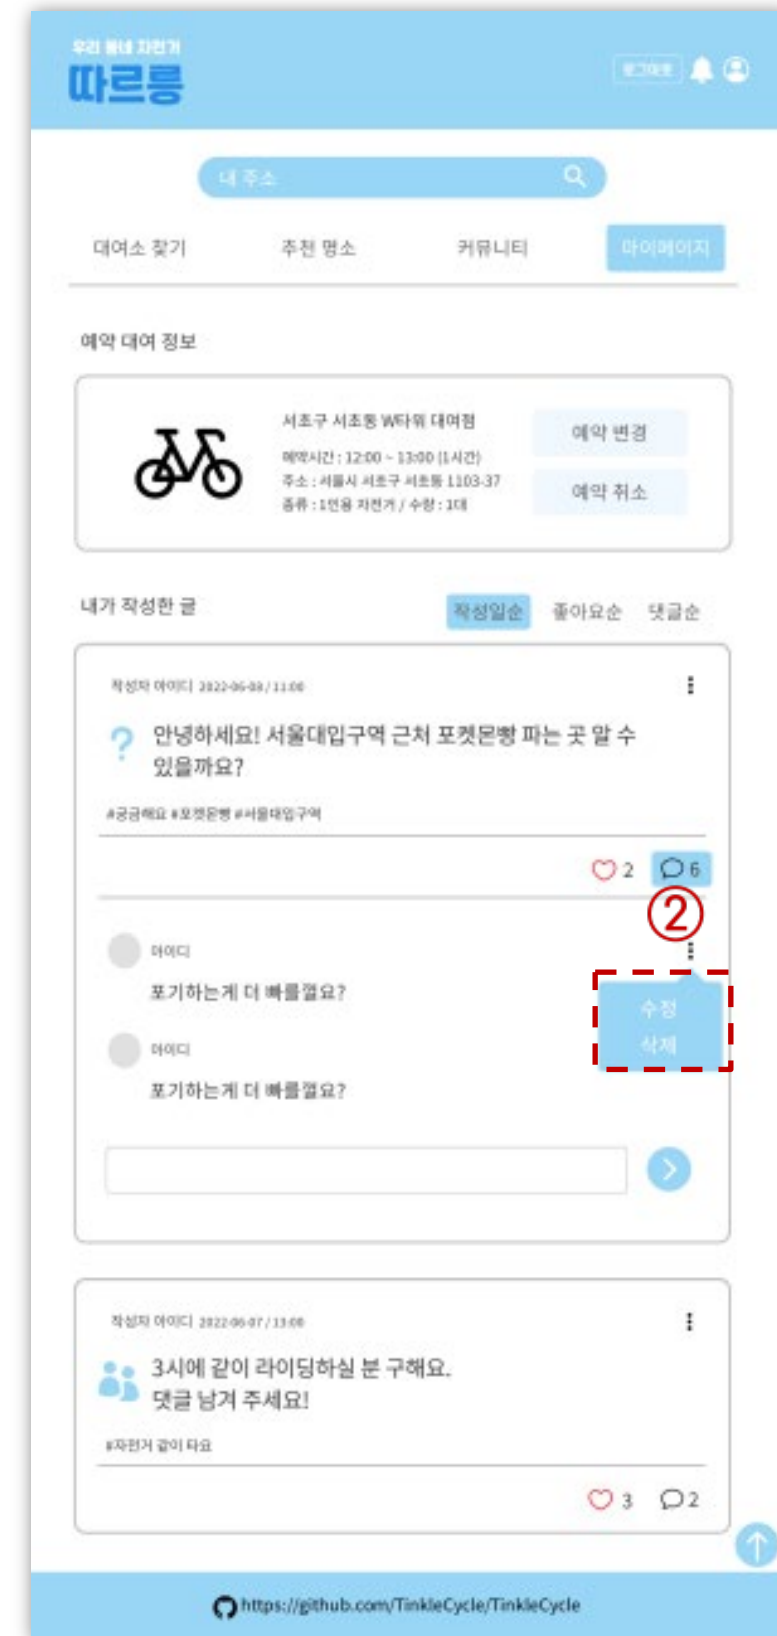 우리 동네 자전거
따르릉
로그아웃
내 주소
대여소 찾기 추천 명소 커뮤니티 마이페이지
예약 대여 정보
서초구 서초동 W타워 대여점
예약시간 : 12:00 ~ 13:00 (1시간)
주소 : 서울시 서초구 서초동 1103-37
종류 : 1인용 자전거 / 수량 : 1대
예약 변경
예약 취소
내가 작성한 글
작성일순 좋아요순 댓글순
작성자 아이디 2022-06-08 / 11:00
? 안녕하세요! 서울대입구역 근처 포켓몬빵 파는 곳 알 수
있을까요?
#궁금해요 #포켓몬빵 #서울대입구역
2 6
②
아이디
포기하는게 더 빠를껄요?
수정
삭제
아이디
포기하는게 더 빠를껄요?
작성자 아이디 2022-06-07 / 13:00
3시에 같이 라이딩하실 분 구해요.
댓글 남겨 주세요!
#자전거 같이 타요
3 2
https://github.com/TinkleCycle/TinkleCycle